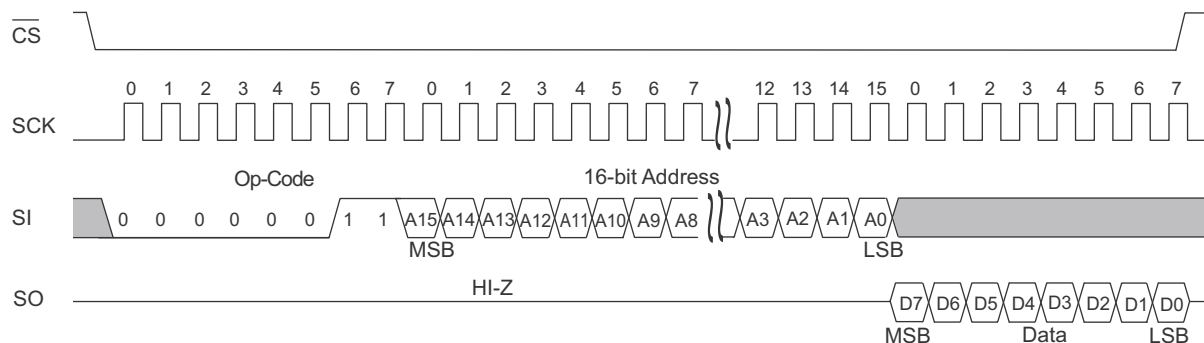 CS
0 1 2 3 4 5 6 7 0 1 2 3 4 5 6 7 12 13 14 15 0 1 2 3 4 5 6 7
SCK
Op-Code 16-bit Address
SI 0 0 0 0 0 0 1 1 A15 A14 A13 A12 A11 A10 A9 A8 A3 A2 A1 A0
MSB LSB
HI-Z
SO D7 D6 D5 D4 D3 D2 D1 D0
MSB Data LSB